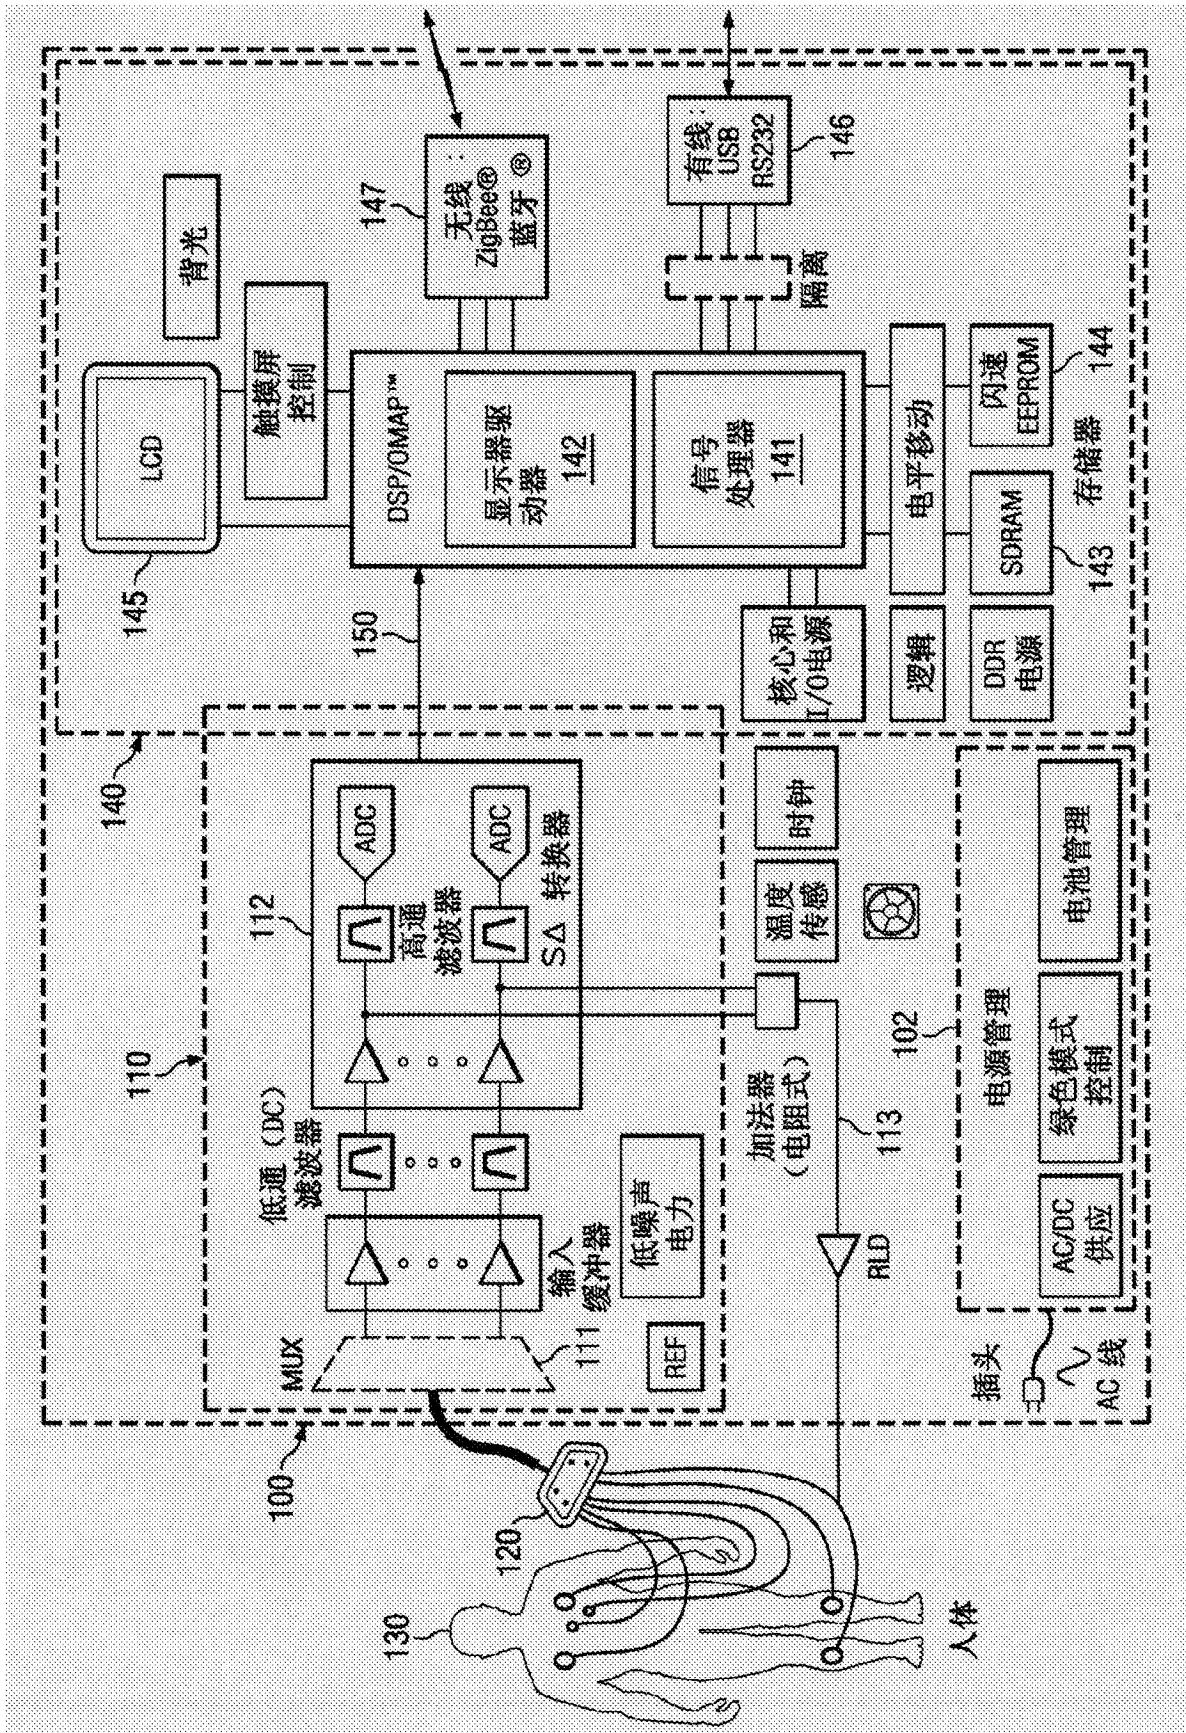 100
110
140
MUX
111
低通（DC）
滤波器
输入
缓冲器
低噪声
电力
REF
112
ADC
高通
滤波器
ADC
SΔ 转换器
150
145
LCD
背光
触摸屏
控制
DSP/OMAP™
显示器驱
动器
142
信号
处理器
141
147
无线：
ZigBee®
蓝牙 ®
有线：
USB
RS232
146
隔离
核心和
I/O电源
电平移动
逻辑
DDR
电源
SDRAM
143
闪速
EEPROM
144
存储器
130
120
人体
RLD
113
加法器
（电阻式）
温度
传感
时钟
102
电源管理
AC/DC
供应
绿色模式
控制
电池管理
插头
AC 线